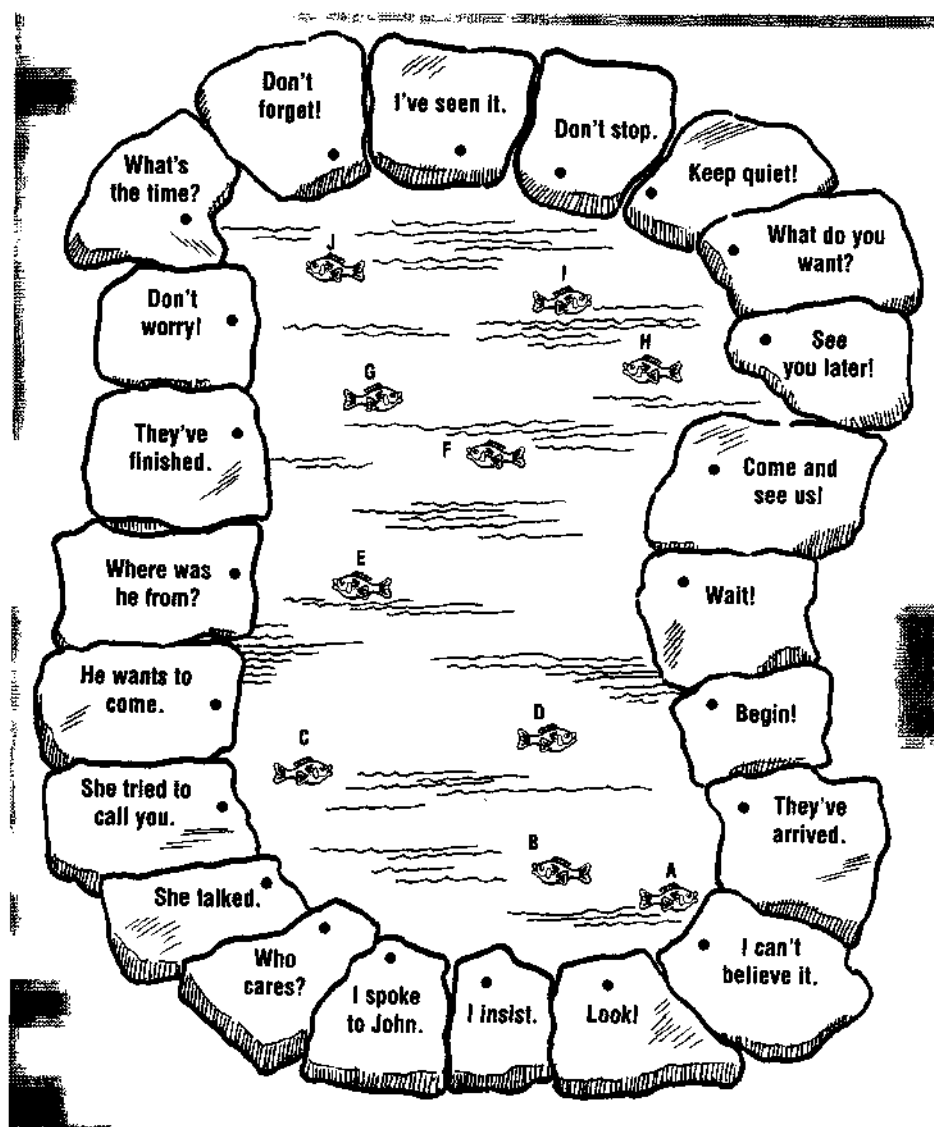 Don't
forget!
I've seen it.
Don't stop.
Keep quiet!
What do you
want?
See
you later!
Come and
see us!
Wait!
Begin!
They've
arrived.
I can't
believe it.
Look!
I insist.
I spoke
to John.
Who
cares?
She talked.
She tried to
call you.
He wants to
come.
Where was
he from?
They've
finished.
Don't
worry!
What's
the time?
J
I
H
G
F
E
D
C
B
A